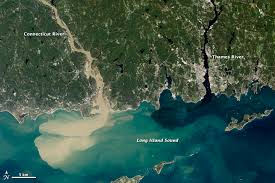 Connecticut River
Thames River
Long Island Sound
N
5 km